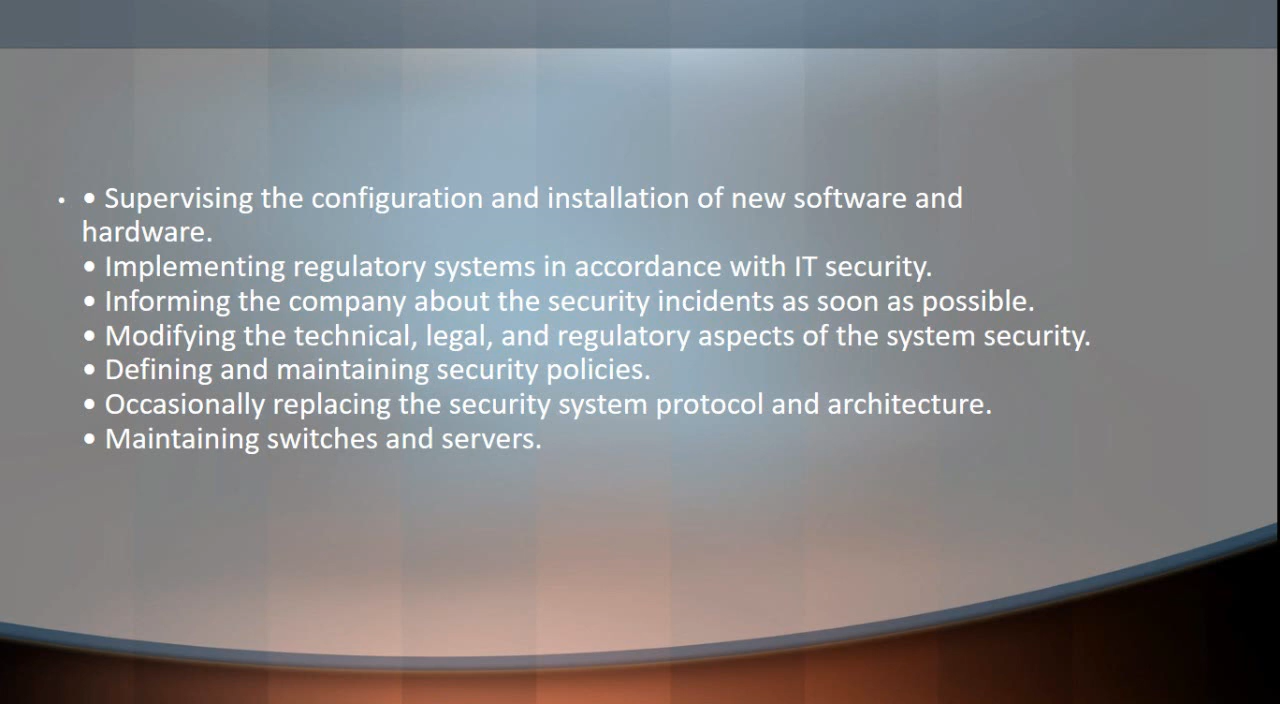 • • Supervising the configuration and installation of new software and
hardware.
• Implementing regulatory systems in accordance with IT security.
• Informing the company about the security incidents as soon as possible.
• Modifying the technical, legal, and regulatory aspects of the system security.
• Defining and maintaining security policies.
• Occasionally replacing the security system protocol and architecture.
• Maintaining switches and servers.